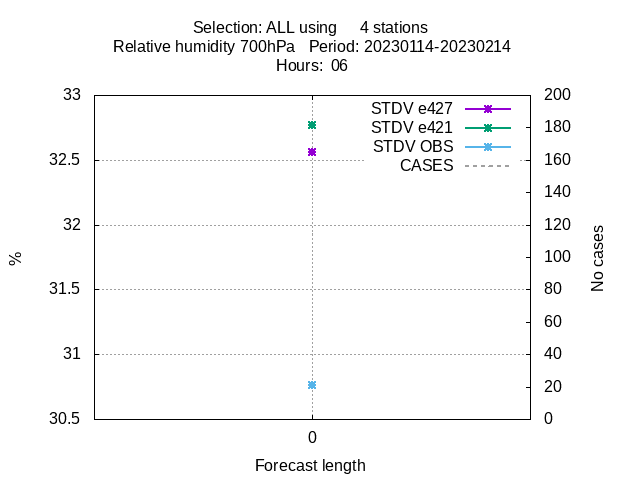 Selection: ALL using     4 stations
Relative humidity 700hPa   Period: 20230114-20230214
Hours:  06
33
32.5
32
31.5
31
30.5
%
200
180
160
140
120
100
80
60
40
20
0
No cases
STDV e427
STDV e421
STDV OBS
CASES
0
Forecast length